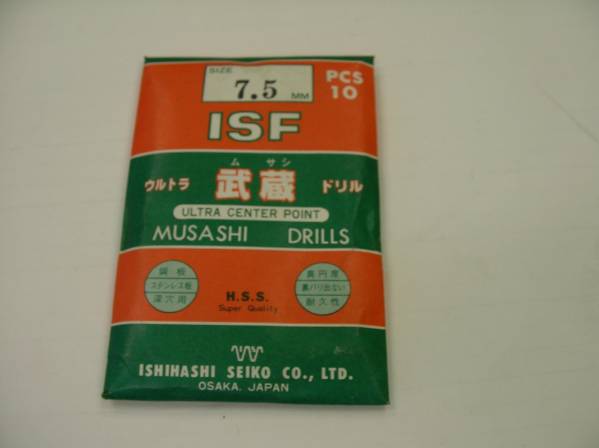 SIZE
7.5 MM
PCS
10
ISF
ムサシ
ウルトラ 武蔵 ドリル
ULTRA CENTER POINT
MUSASHI DRILLS
鋼板
ステンレス板
深穴用
H.S.S.
Super Quality
真円度
裏バリ出ない
耐久性
ISHIHASHI SEIKO CO., LTD.
OSAKA, JAPAN